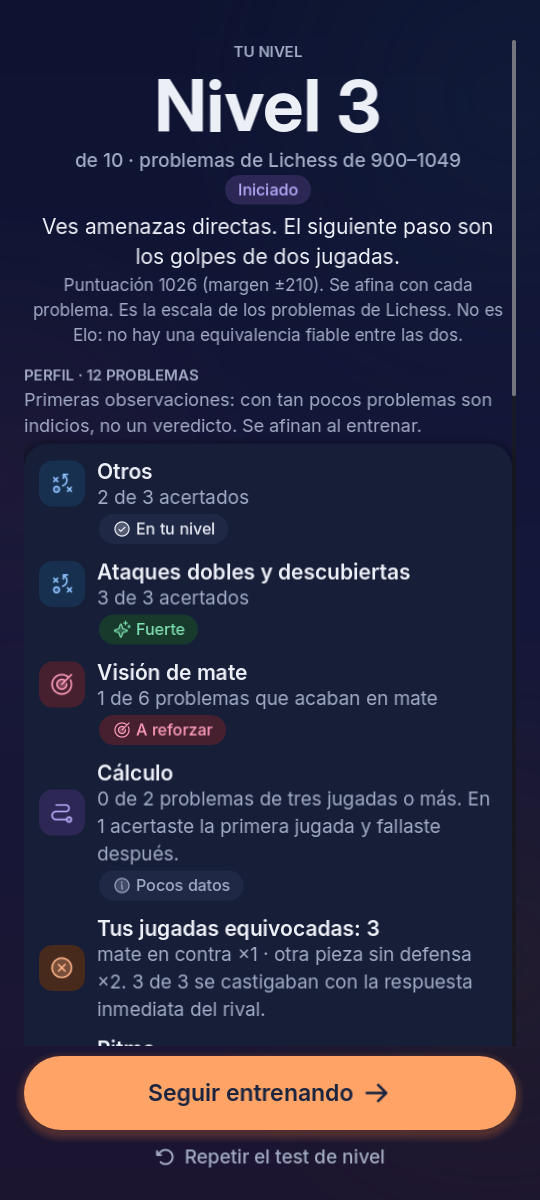 TU NIVEL
Nivel 3
de 10 · problemas de Lichess de 900–1049
Iniciado
Ves amenazas directas. El siguiente paso son
los golpes de dos jugadas.
Puntuación 1026 (margen ±210). Se afina con cada
problema. Es la escala de los problemas de Lichess. No es
Elo: no hay una equivalencia fiable entre las dos.
PERFIL · 12 PROBLEMAS
Primeras observaciones: con tan pocos problemas son
indicios, no un veredicto. Se afinan al entrenar.
Otros
2 de 3 acertados
En tu nivel
Ataques dobles y descubiertas
3 de 3 acertados
Fuerte
Visión de mate
1 de 6 problemas que acaban en mate
A reforzar
Cálculo
0 de 2 problemas de tres jugadas o más. En
1 acertaste la primera jugada y fallaste
después.
Pocos datos
Tus jugadas equivocadas: 3
mate en contra ×1 · otra pieza sin defensa
×2. 3 de 3 se castigaban con la respuesta
inmediata del rival.
Seguir entrenando →
Repetir el test de nivel